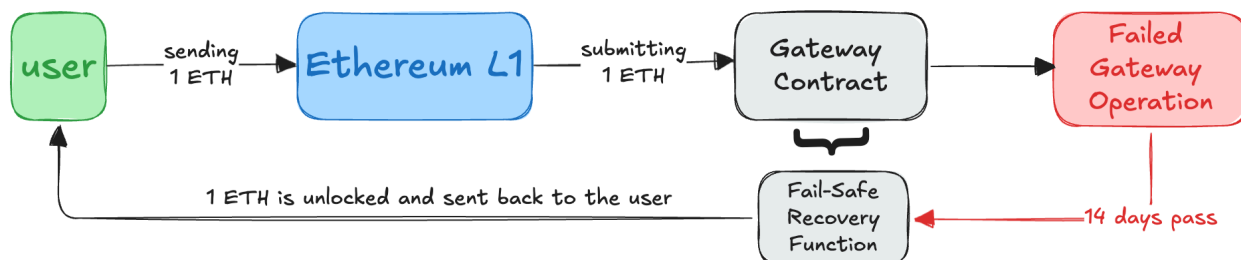 user
sending
1 ETH
Ethereum L1
submitting
1 ETH
Gateway
Contract
Failed
Gateway
Operation
1 ETH is unlocked and sent back to the user
Fail-Safe
Recovery
Function
14 days pass